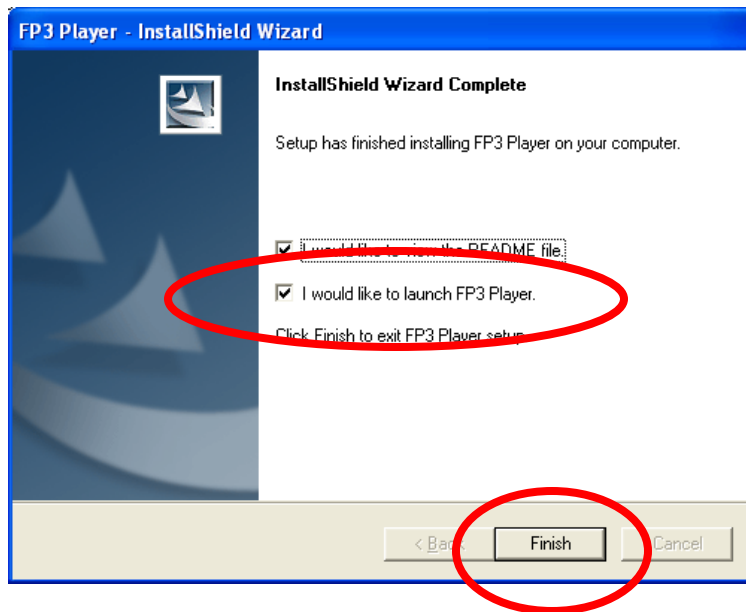 FP3 Player - InstallShield Wizard
InstallShield Wizard Complete
Setup has finished installing FP3 Player on your computer.
I would like to view the README file.
I would like to launch FP3 Player.
Click Finish to exit FP3 Player setup.
< Back
Finish
Cancel